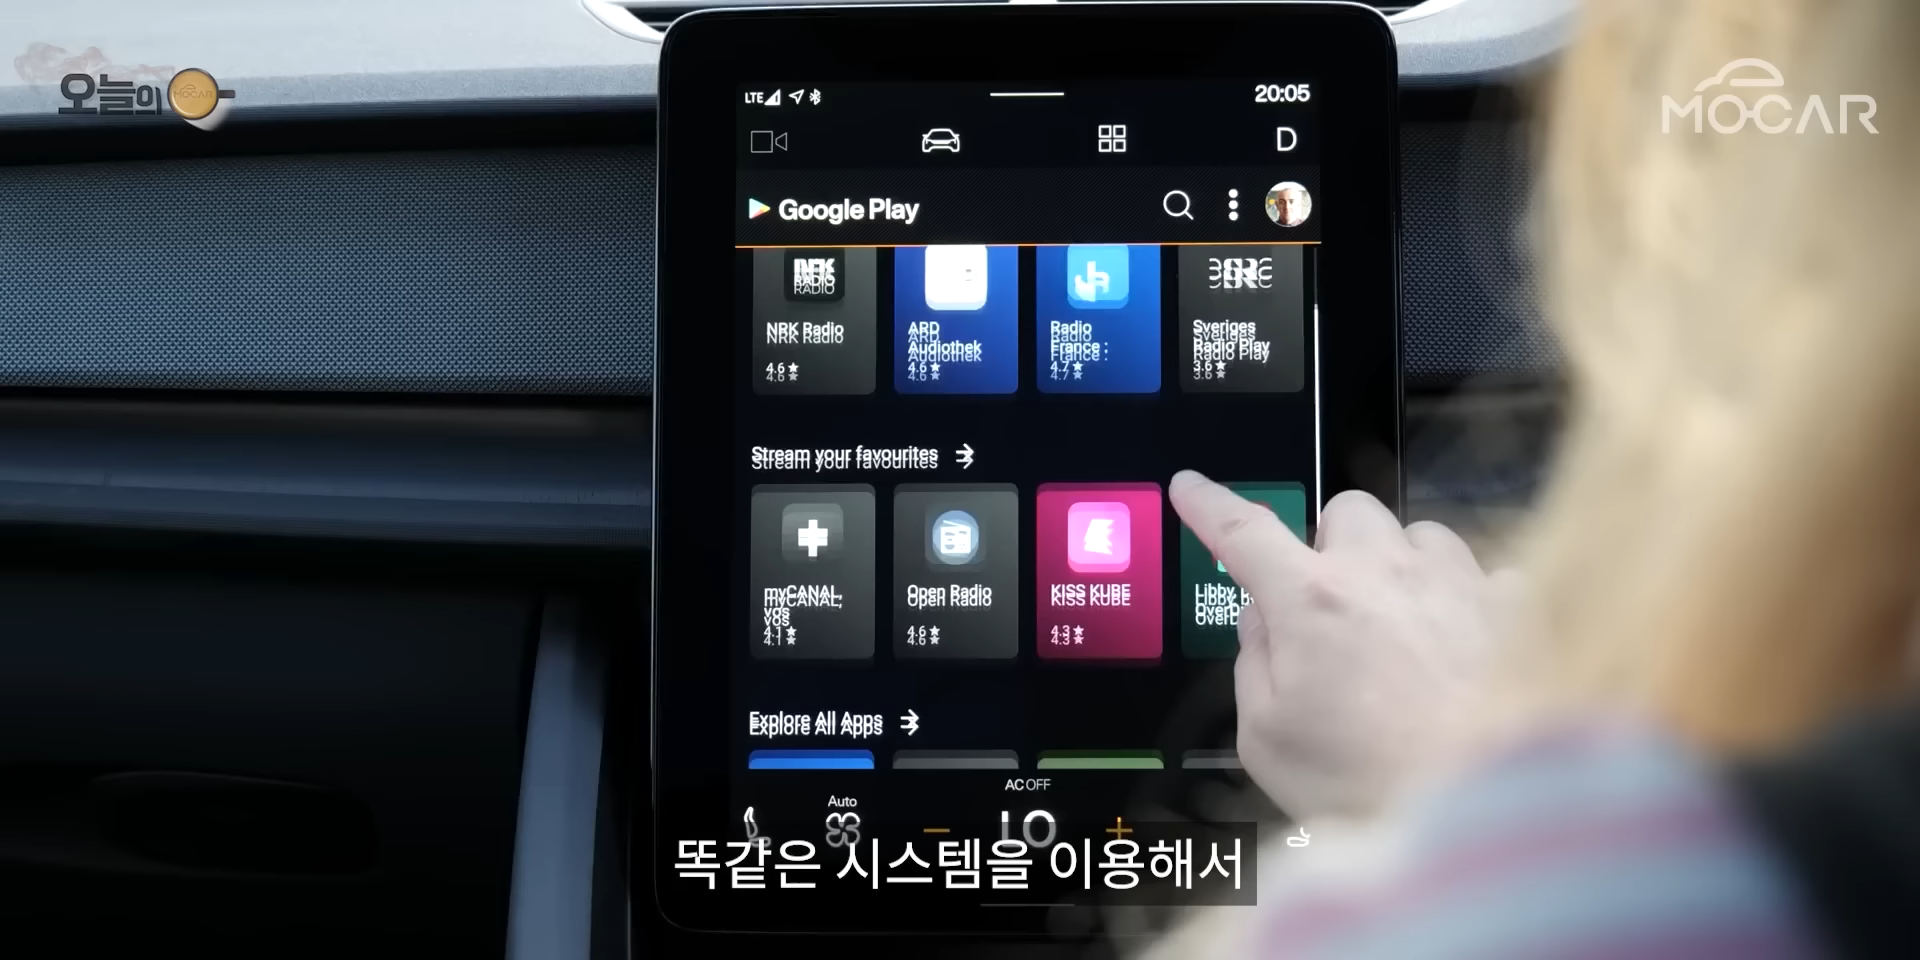 오늘의
MOCAR
MOCAR
LTE
20:05
D
Google Play
NRK
RADIO
NRK Radio
4.6 ★
ARD
Audiothek
4.6 ★
Radio
France :
4.7 ★
SR
Sveriges
Radio Play
3.6 ★
Stream your favourites →
myCANAL,
vos
4.1 ★
Open Radio
4.6 ★
KISS KUBE
4.3 ★
Libby,
Explore All Apps →
AC OFF
Auto
LO
똑같은 시스템을 이용해서